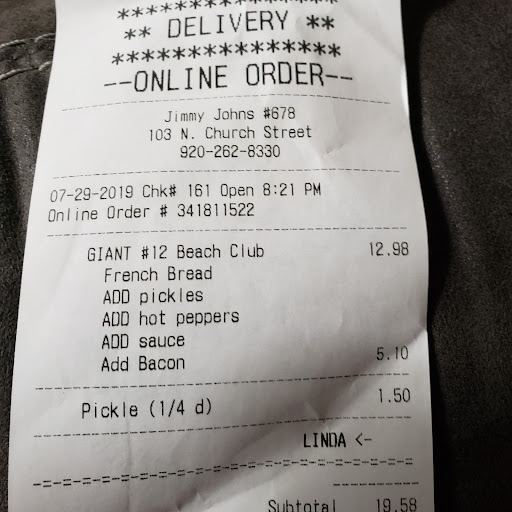 ***************
** DELIVERY **
***************
--ONLINE ORDER--
Jimmy Johns #678
103 N. Church Street
920-262-8330
07-29-2019 Chk# 161 Open 8:21 PM
Online Order # 341811522
GIANT #12 Beach Club 12.98
French Bread
ADD pickles
ADD hot peppers
ADD sauce
Add Bacon 5.10
Pickle (1/4 d) 1.50
LINDA <-
-=-=-=-=-=-=-=-=-=-=-=-=-=-=-=-=
Subtotal 19.58